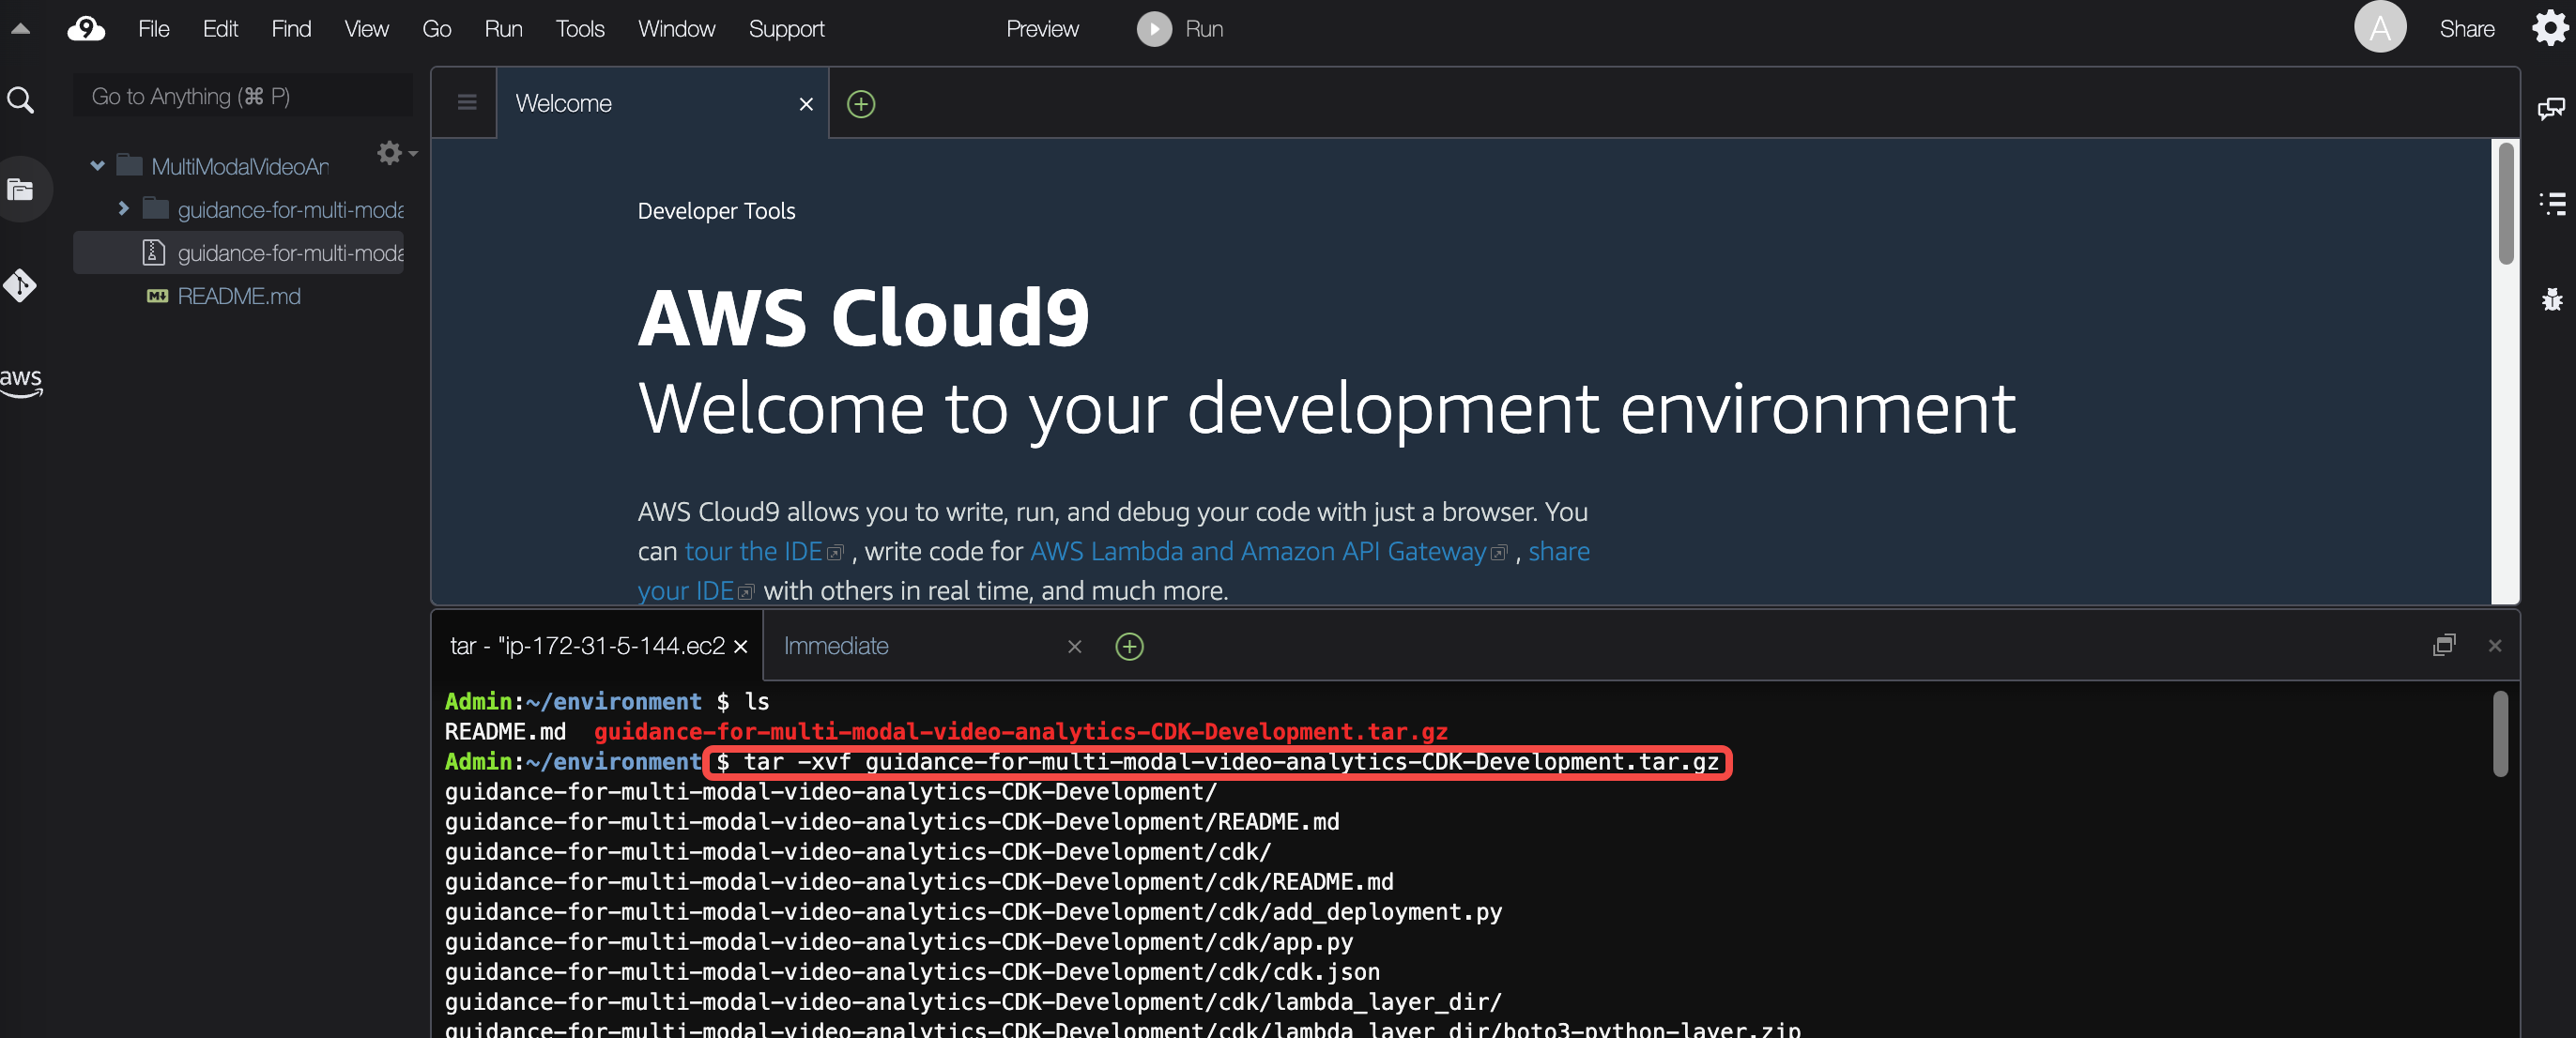 9 File Edit Find View Go Run Tools Window Support Preview Run A Share
Go to Anything (⌘ P)
MultiModalVideoAn
guidance-for-multi-moda
guidance-for-multi-moda
README.md
aws
Welcome
Developer Tools
AWS Cloud9
Welcome to your development environment
AWS Cloud9 allows you to write, run, and debug your code with just a browser. You
can tour the IDE , write code for AWS Lambda and Amazon API Gateway , share
your IDE with others in real time, and much more.
tar - "ip-172-31-5-144.ec2 Immediate
Admin:~/environment $ ls
README.md guidance-for-multi-modal-video-analytics-CDK-Development.tar.gz
Admin:~/environment $ tar -xvf guidance-for-multi-modal-video-analytics-CDK-Development.tar.gz
guidance-for-multi-modal-video-analytics-CDK-Development/
guidance-for-multi-modal-video-analytics-CDK-Development/README.md
guidance-for-multi-modal-video-analytics-CDK-Development/cdk/
guidance-for-multi-modal-video-analytics-CDK-Development/cdk/README.md
guidance-for-multi-modal-video-analytics-CDK-Development/cdk/add_deployment.py
guidance-for-multi-modal-video-analytics-CDK-Development/cdk/app.py
guidance-for-multi-modal-video-analytics-CDK-Development/cdk/cdk.json
guidance-for-multi-modal-video-analytics-CDK-Development/cdk/lambda_layer_dir/
guidance-for-multi-modal-video-analytics-CDK-Development/cdk/lambda_layer_dir/boto3-python-layer.zip